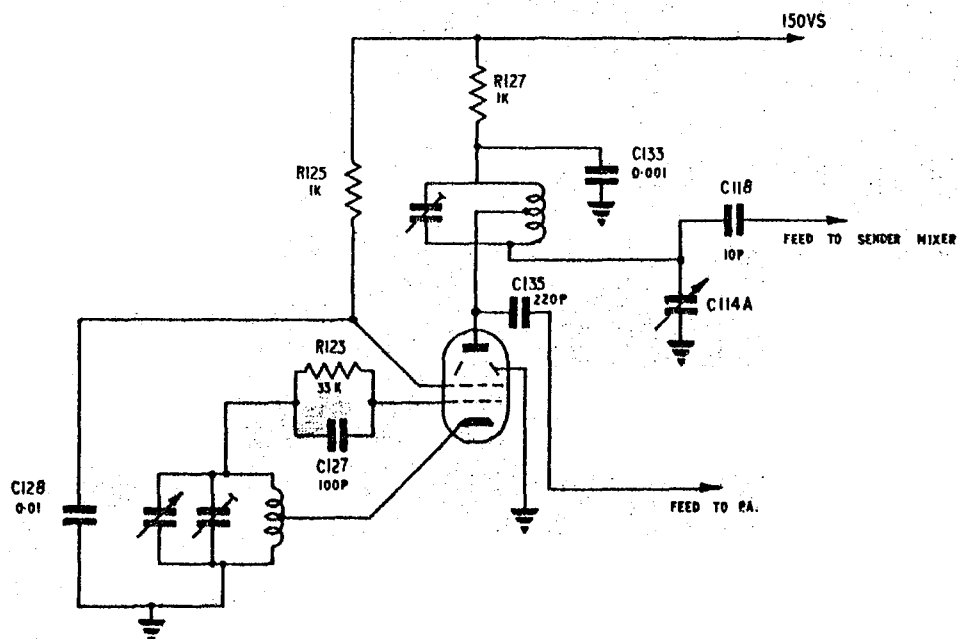 150VS
R127
1K
R125
1K
C133
0·001
C118
10P
FEED TO SENDER MIXER
C135
220P
C114A
R123
33K
C127
100P
C128
0·01
FEED TO P.A.